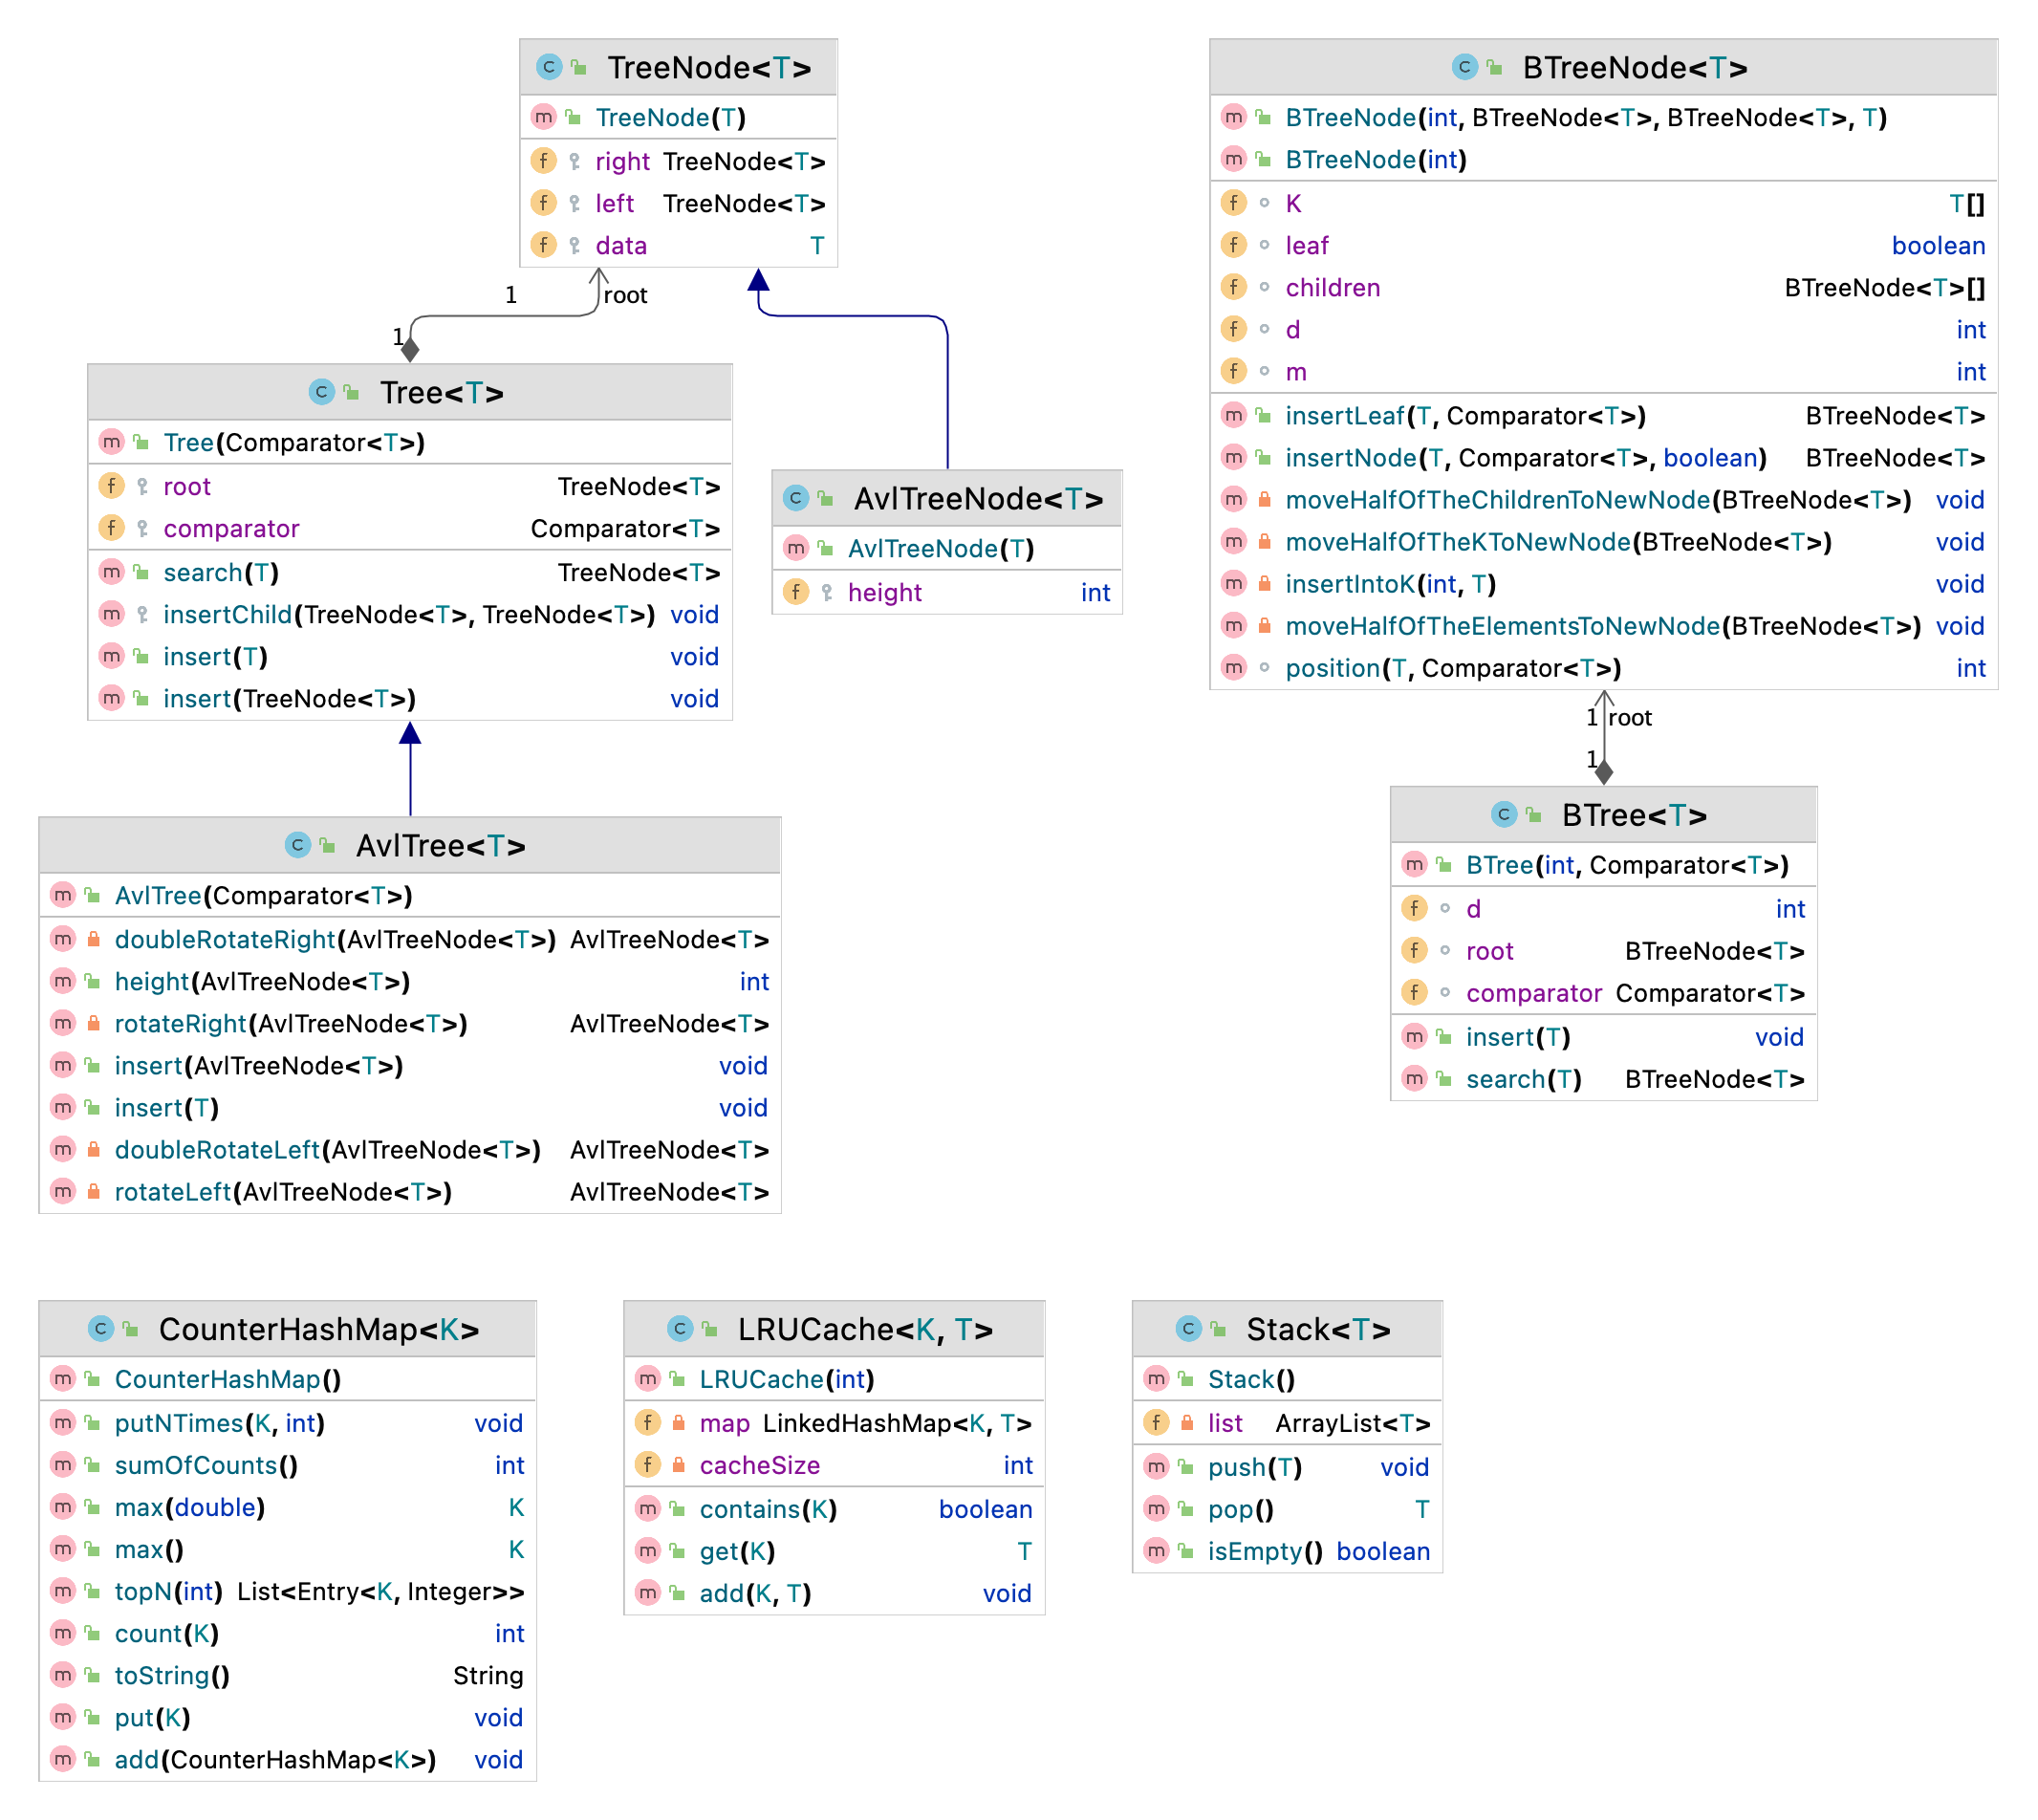 TreeNode<T>
TreeNode(T)
right TreeNode<T>
left TreeNode<T>
data T
1
root
1
Tree<T>
Tree(Comparator<T>)
root TreeNode<T>
comparator Comparator<T>
search(T) TreeNode<T>
insertChild(TreeNode<T>, TreeNode<T>) void
insert(T) void
insert(TreeNode<T>) void
AvlTreeNode<T>
AvlTreeNode(T)
height int
AvlTree<T>
AvlTree(Comparator<T>)
doubleRotateRight(AvlTreeNode<T>) AvlTreeNode<T>
height(AvlTreeNode<T>) int
rotateRight(AvlTreeNode<T>) AvlTreeNode<T>
insert(AvlTreeNode<T>) void
insert(T) void
doubleRotateLeft(AvlTreeNode<T>) AvlTreeNode<T>
rotateLeft(AvlTreeNode<T>) AvlTreeNode<T>
BTreeNode<T>
BTreeNode(int, BTreeNode<T>, BTreeNode<T>, T)
BTreeNode(int)
K T[]
leaf boolean
children BTreeNode<T>[]
d int
m int
insertLeaf(T, Comparator<T>) BTreeNode<T>
insertNode(T, Comparator<T>, boolean) BTreeNode<T>
moveHalfOfTheChildrenToNewNode(BTreeNode<T>) void
moveHalfOfTheKToNewNode(BTreeNode<T>) void
insertIntoK(int, T) void
moveHalfOfTheElementsToNewNode(BTreeNode<T>) void
position(T, Comparator<T>) int
1 root
1
BTree<T>
BTree(int, Comparator<T>)
d int
root BTreeNode<T>
comparator Comparator<T>
insert(T) void
search(T) BTreeNode<T>
CounterHashMap<K>
CounterHashMap()
putNTimes(K, int) void
sumOfCounts() int
max(double) K
max() K
topN(int) List<Entry<K, Integer>>
count(K) int
toString() String
put(K) void
add(CounterHashMap<K>) void
LRUCache<K, T>
LRUCache(int)
map LinkedHashMap<K, T>
cacheSize int
contains(K) boolean
get(K) T
add(K, T) void
Stack<T>
Stack()
list ArrayList<T>
push(T) void
pop() T
isEmpty() boolean